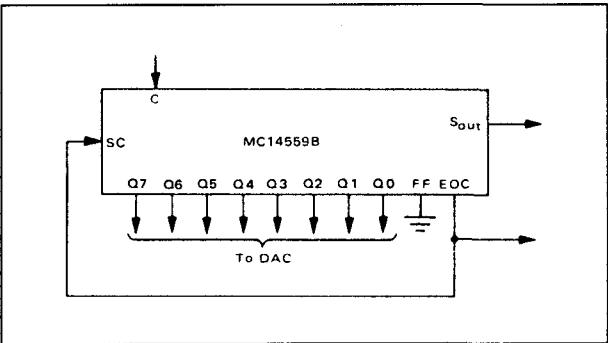 C
SC
MC14559B
Sout
Q7 Q6 Q5 Q4 Q3 Q2 Q1 Q0 FF EOC
To DAC